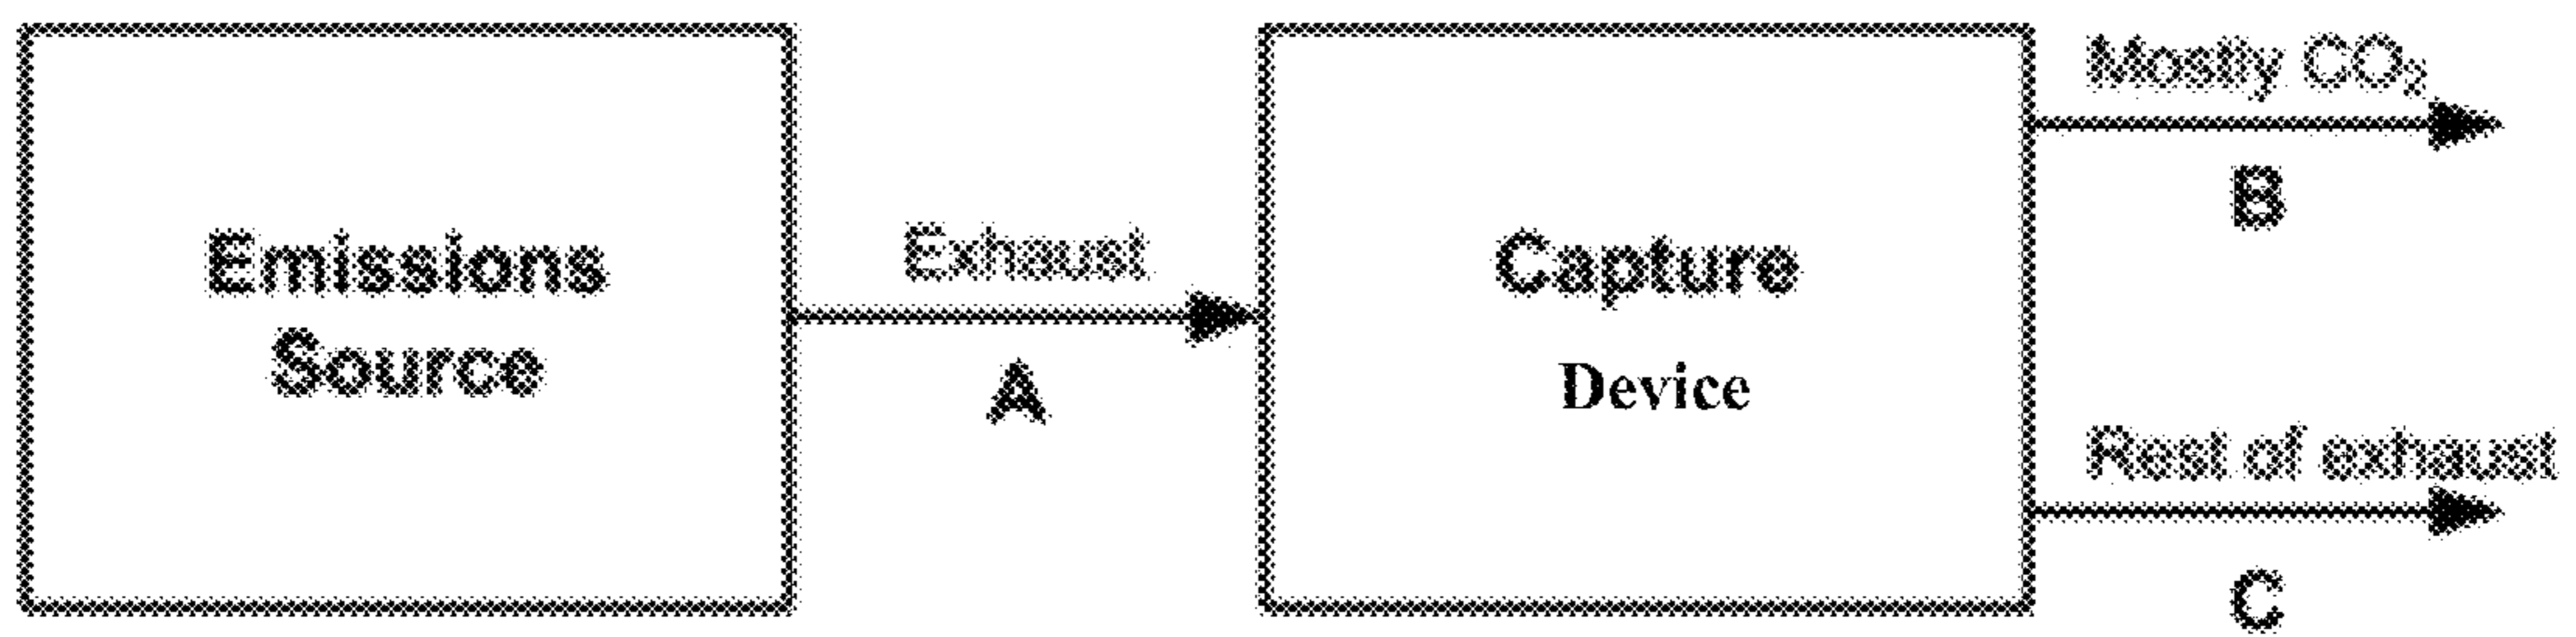 Emissions
Source
Exhaust
A
Capture
Device
Mostly CO₂
B
Rest of exhaust
C